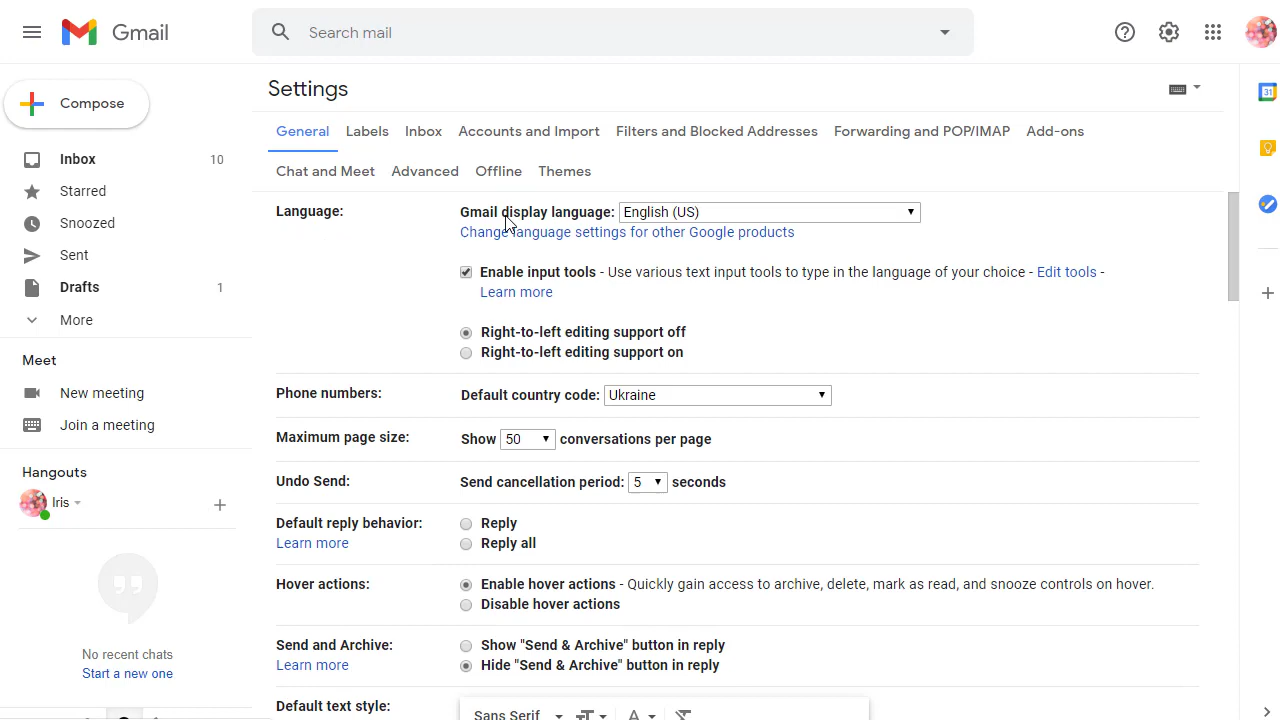 Gmail
Search mail
Compose
Inbox 10
Starred
Snoozed
Sent
Drafts 1
More
Meet
New meeting
Join a meeting
Hangouts
Iris
No recent chats
Start a new one
Settings
General Labels Inbox Accounts and Import Filters and Blocked Addresses Forwarding and POP/IMAP Add-ons
Chat and Meet Advanced Offline Themes
Language: Gmail display language: English (US)
Change language settings for other Google products
Enable input tools - Use various text input tools to type in the language of your choice - Edit tools -
Learn more
Right-to-left editing support off
Right-to-left editing support on
Phone numbers: Default country code: Ukraine
Maximum page size: Show 50 conversations per page
Undo Send: Send cancellation period: 5 seconds
Default reply behavior: Reply
Learn more Reply all
Hover actions: Enable hover actions - Quickly gain access to archive, delete, mark as read, and snooze controls on hover.
Disable hover actions
Send and Archive: Show "Send & Archive" button in reply
Learn more Hide "Send & Archive" button in reply
Default text style: Sans Serif
31